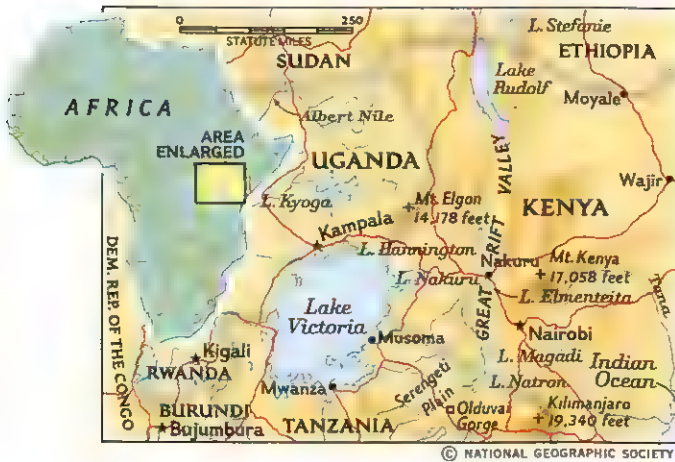 0 250
STATUTE MILES
L. Stefanie
SUDAN
ETHIOPIA
Lake
Rudolf
Moyale
AFRICA
Albert Nile
AREA
ENLARGED
UGANDA
GREAT RIFT VALLEY
Wajir
L. Kyoga
Mt. Elgon
14,178 feet
KENYA
Kampala
L. Hannington
Nakuru
Mt. Kenya
17,058 feet
DEM. REP. OF THE CONGO
L. Nakuru
L. Elmenteita
Tana
Lake
Victoria
Nairobi
Musoma
Kigali
RWANDA
L. Magadi
Indian
Ocean
L. Natron
Mwanza
Serengeti
Plain
BURUNDI
Bujumbura
TANZANIA
Olduvai
Gorge
Kilimanjaro
19,340 feet
© NATIONAL GEOGRAPHIC SOCIETY